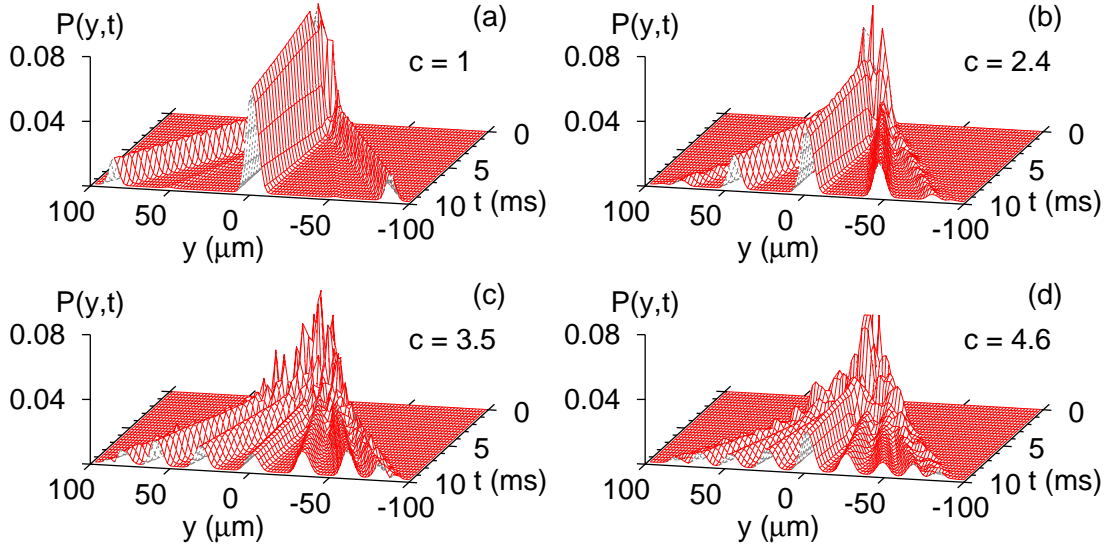 P(y,t) (a)
0.08 c = 1
0.04 0
5
100 50 0 -50 -100 10 t (ms)
y (μm)
P(y,t) (b)
0.08 c = 2.4
0.04 0
5
100 50 0 -50 -100 10 t (ms)
y (μm)
P(y,t) (c)
0.08 c = 3.5
0.04 0
5
100 50 0 -50 -100 10 t (ms)
y (μm)
P(y,t) (d)
0.08 c = 4.6
0.04 0
5
100 50 0 -50 -100 10 t (ms)
y (μm)